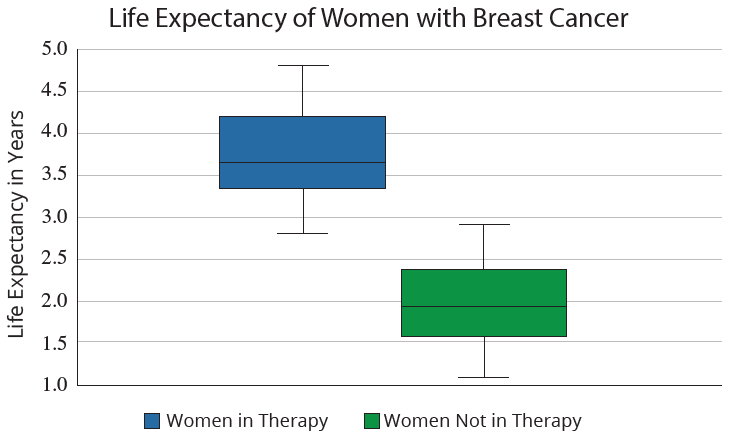 Life Expectancy of Women with Breast Cancer
Life Expectancy in Years
5.0
4.5
4.0
3.5
3.0
2.5
2.0
1.5
1.0
Women in Therapy
Women Not in Therapy